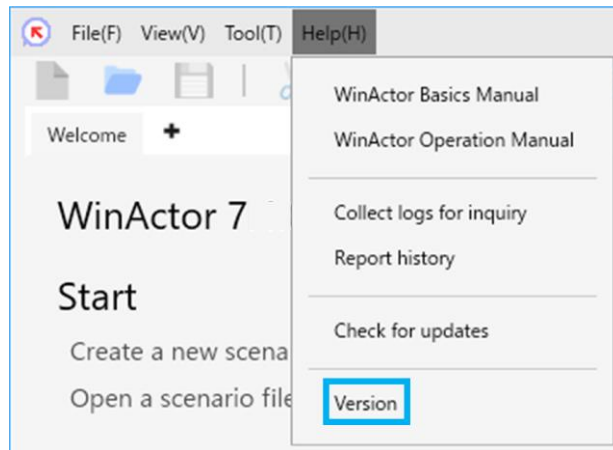 File(F) View(V) Tool(T) Help(H)
WinActor Basics Manual
WinActor Operation Manual
Collect logs for inquiry
Report history
Check for updates
Version
Welcome +
WinActor 7
Start
Create a new scena
Open a scenario file